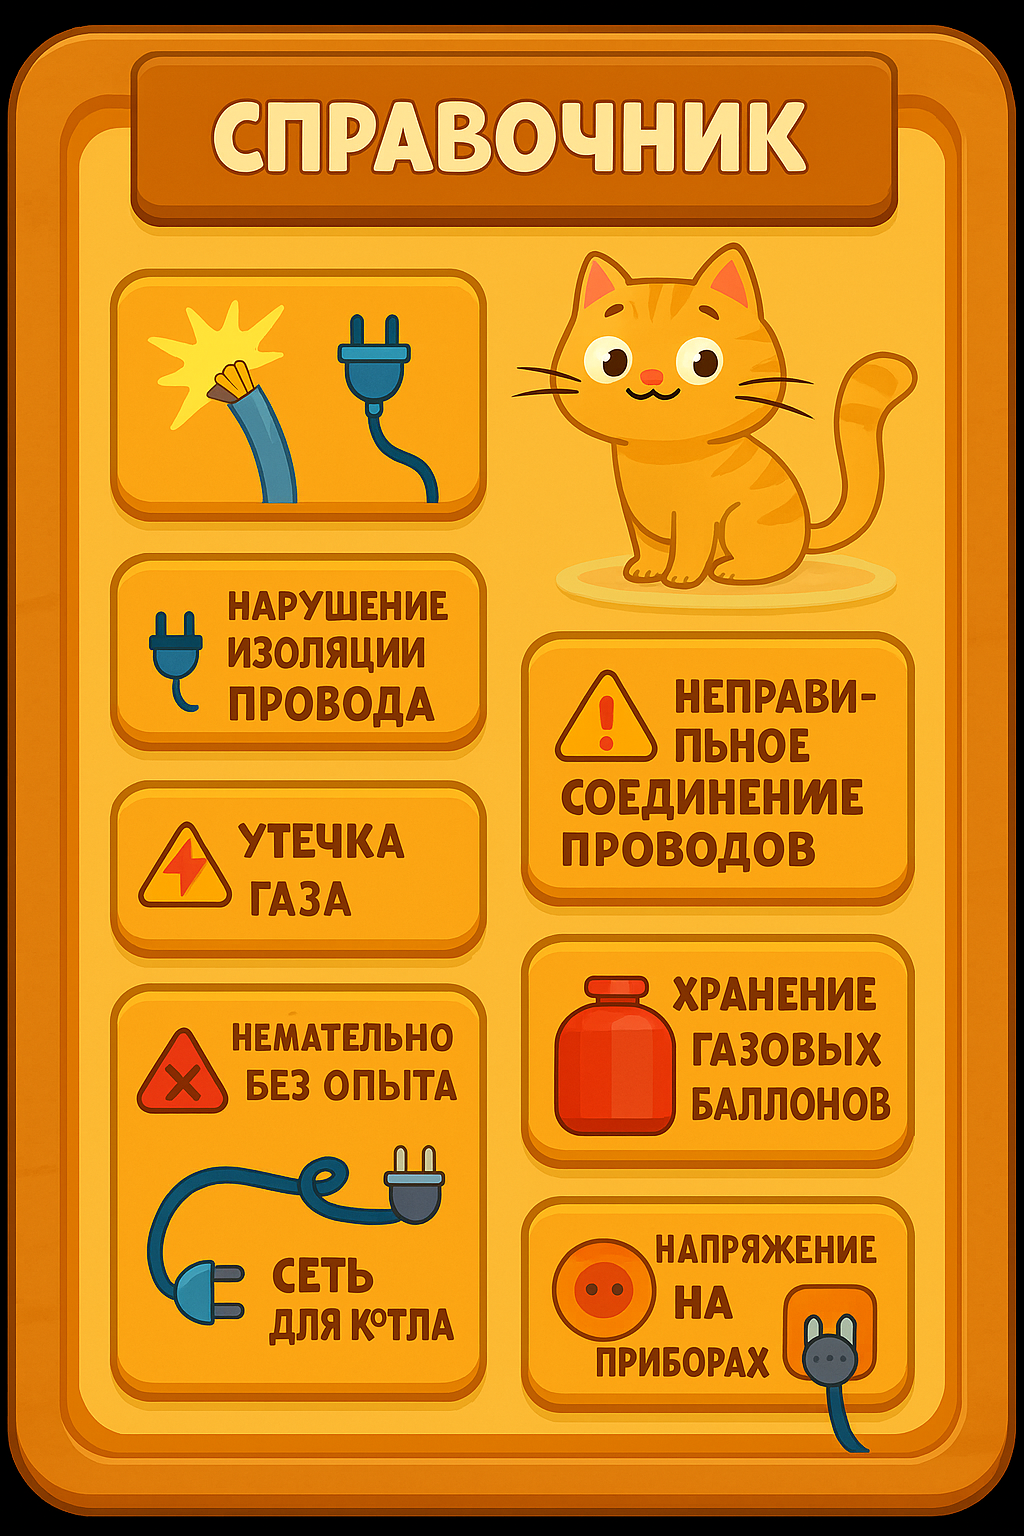 СПРАВОЧНИК
НАРУШЕНИЕ
ИЗОЛЯЦИИ
ПРОВОДА
УТЕЧКА
ГАЗА
НЕМАТЕЛЬНО
БЕЗ ОПЫТА
СЕТЬ
ДЛЯ КОТЛА
НЕПРАВИ-
ПЬНОЕ
СОЕДИНЕНИЕ
ПРОВОДОВ
ХРАНЕНИЕ
ГАЗОВЫХ
БАЛЛОНОВ
НАПРЯЖЕНИЕ
НА
ПРИБОРАХ